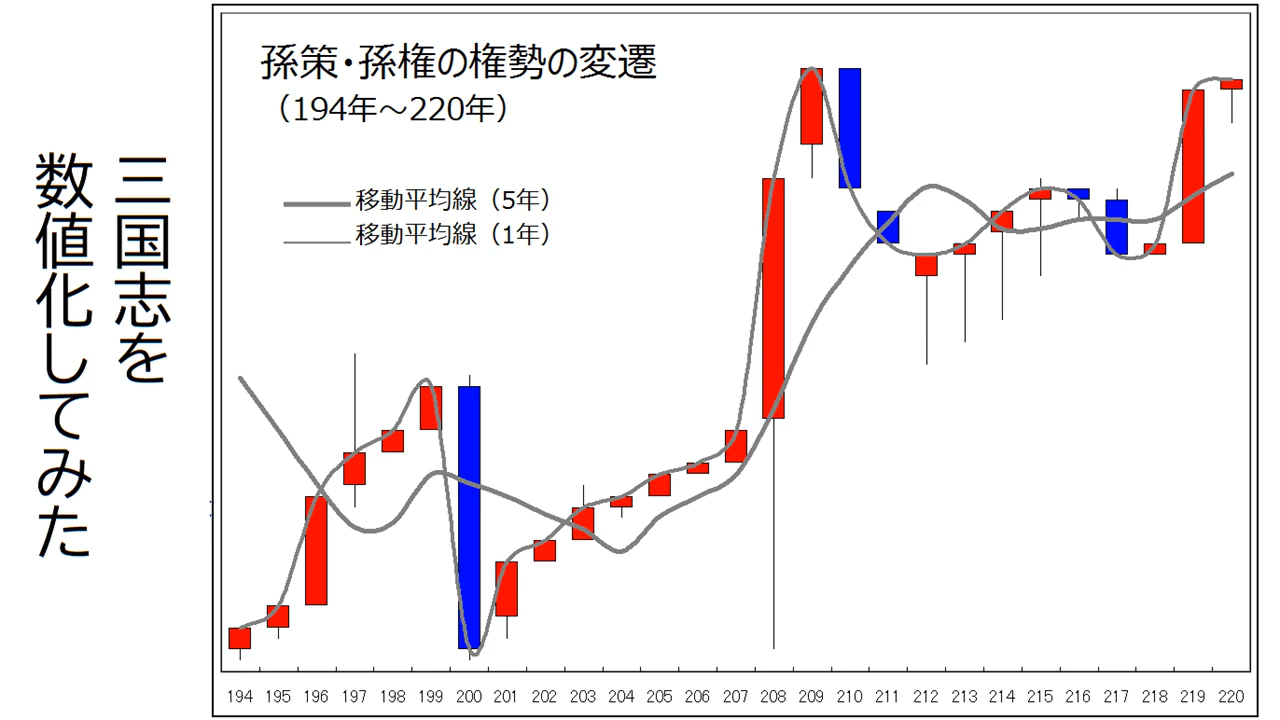 三国志を
数値化してみた
孫策・孫権の権勢の変遷
（194年～220年）
移動平均線（5年）
移動平均線（1年）
194 195 196 197 198 199 200 201 202 203 204 205 206 207 208 209 210 211 212 213 214 215 216 217 218 219 220